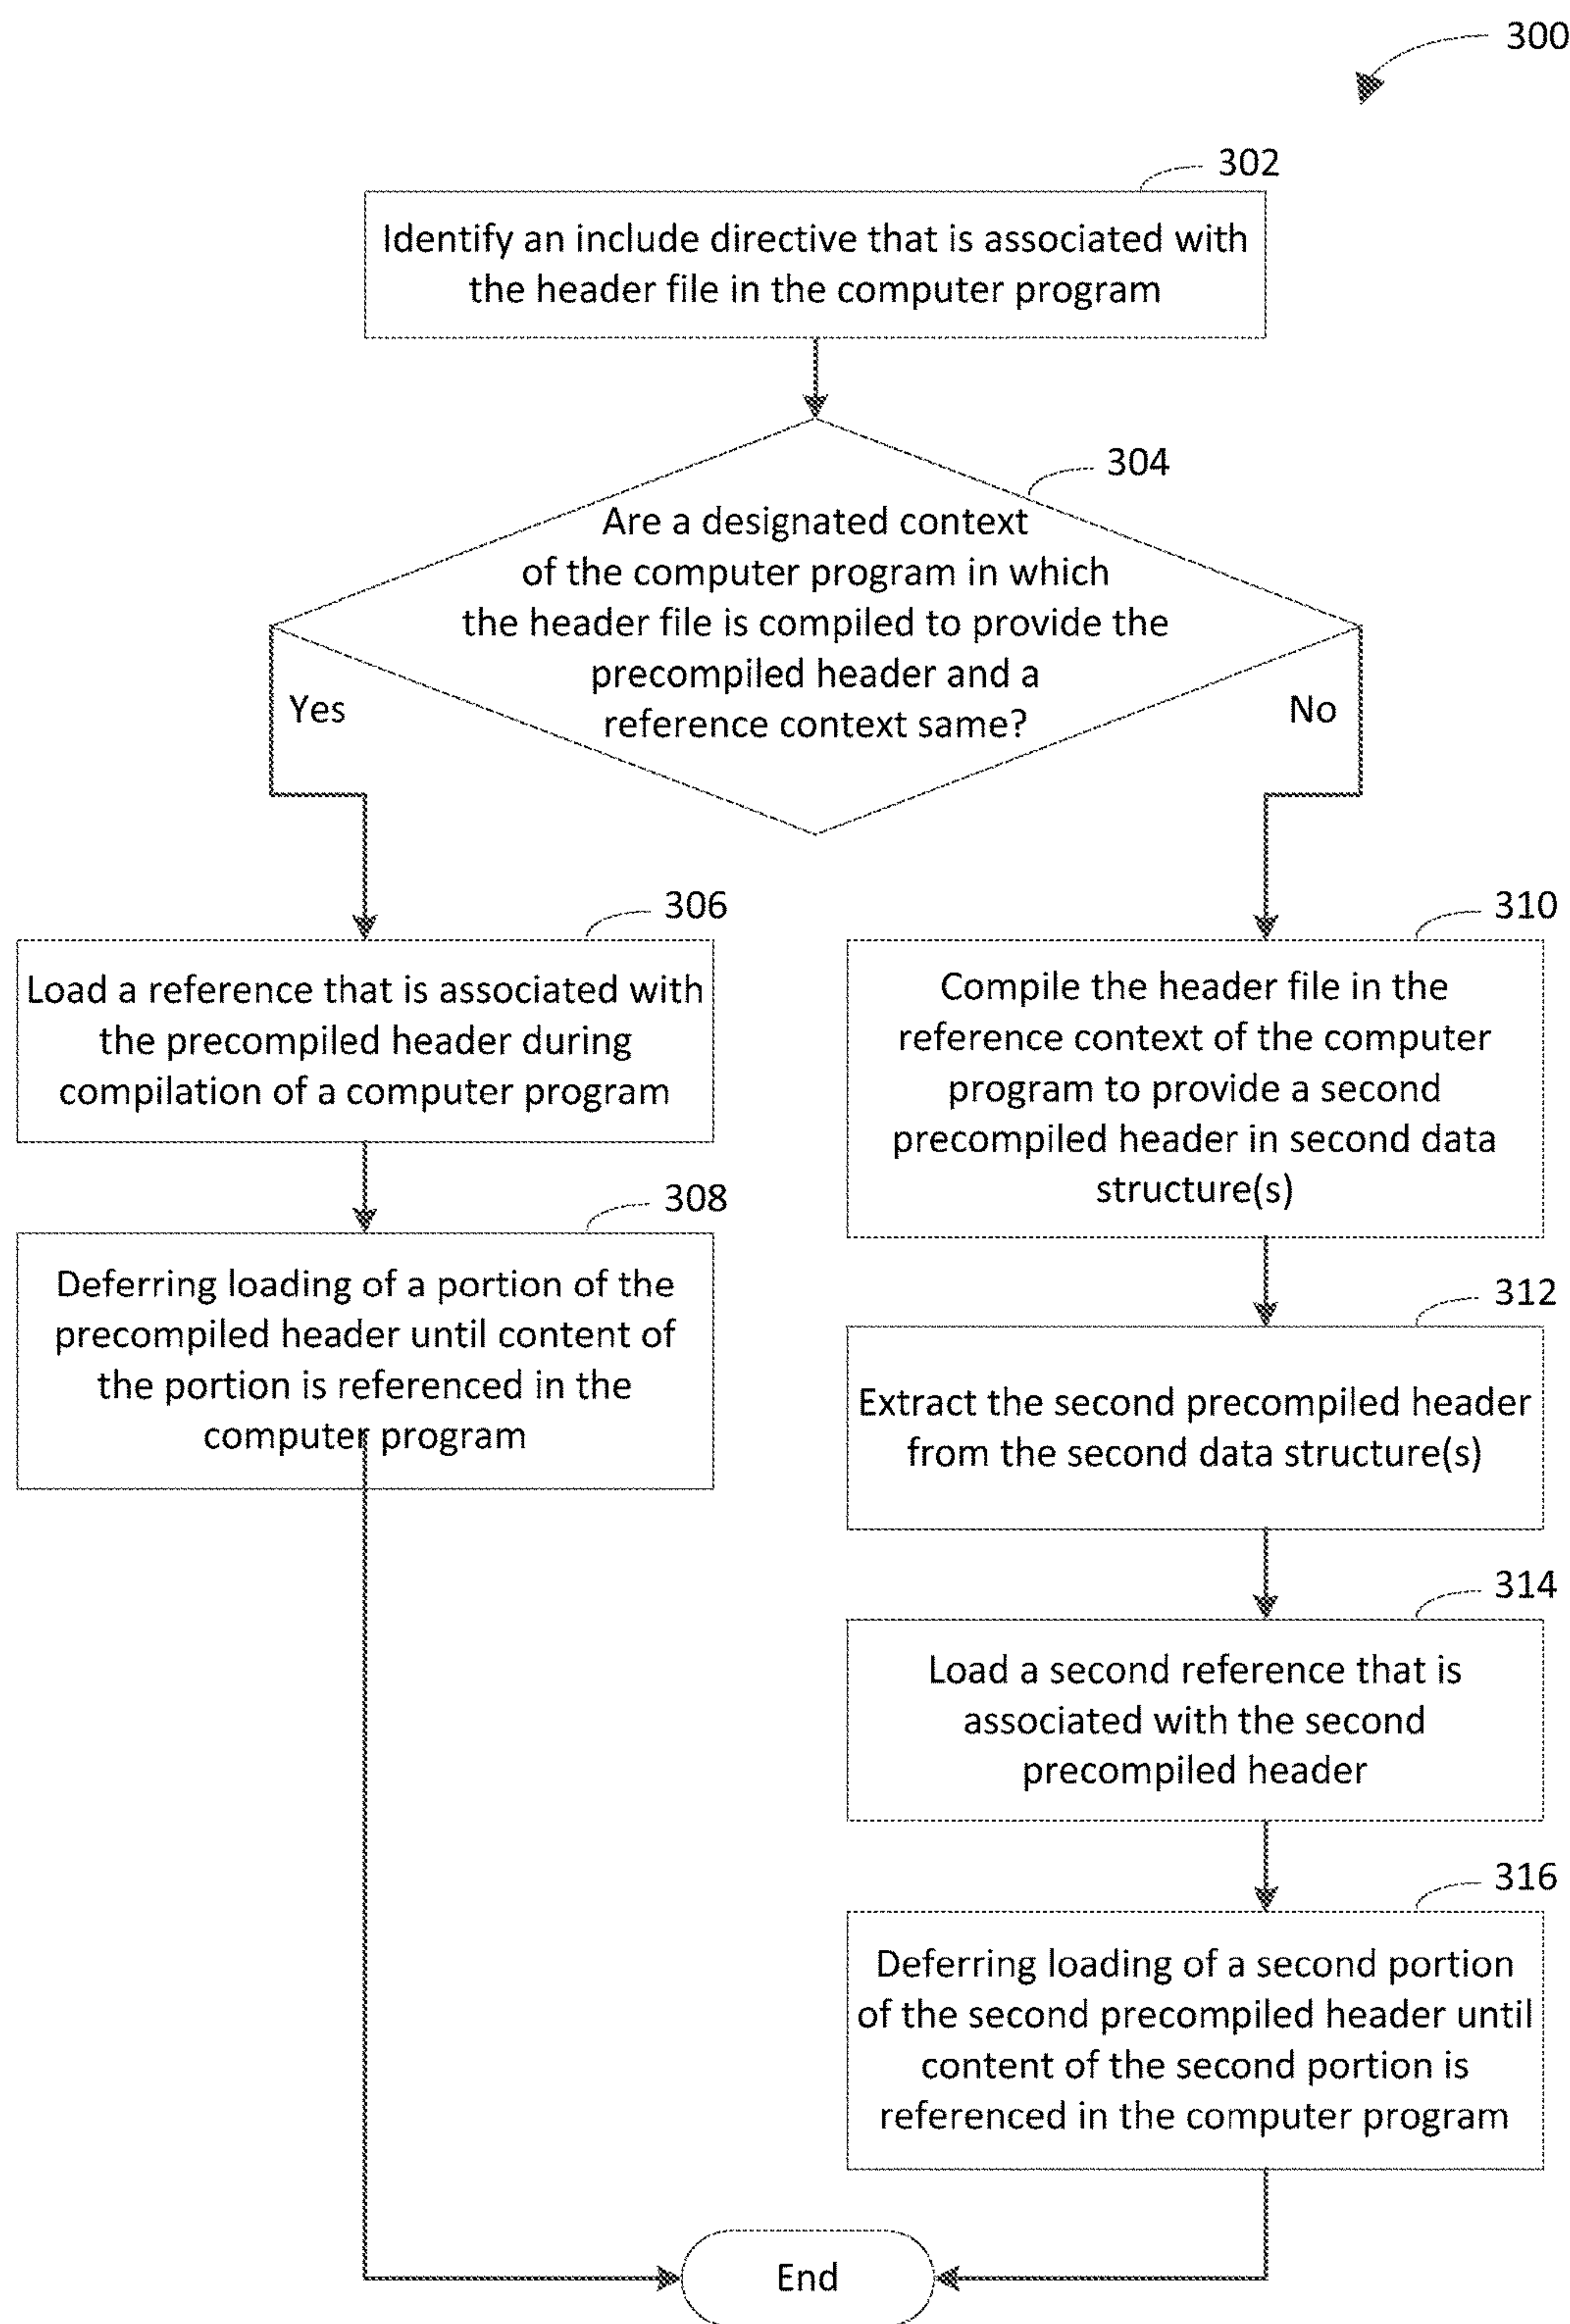 300
302
Identify an include directive that is associated with
the header file in the computer program
304
Are a designated context
of the computer program in which
the header file is compiled to provide the
precompiled header and a
reference context same?
Yes
No
306
Load a reference that is associated with
the precompiled header during
compilation of a computer program
308
Deferring loading of a portion of the
precompiled header until content of
the portion is referenced in the
computer program
310
Compile the header file in the
reference context of the computer
program to provide a second
precompiled header in second data
structure(s)
312
Extract the second precompiled header
from the second data structure(s)
314
Load a second reference that is
associated with the second
precompiled header
316
Deferring loading of a second portion
of the second precompiled header until
content of the second portion is
referenced in the computer program
End